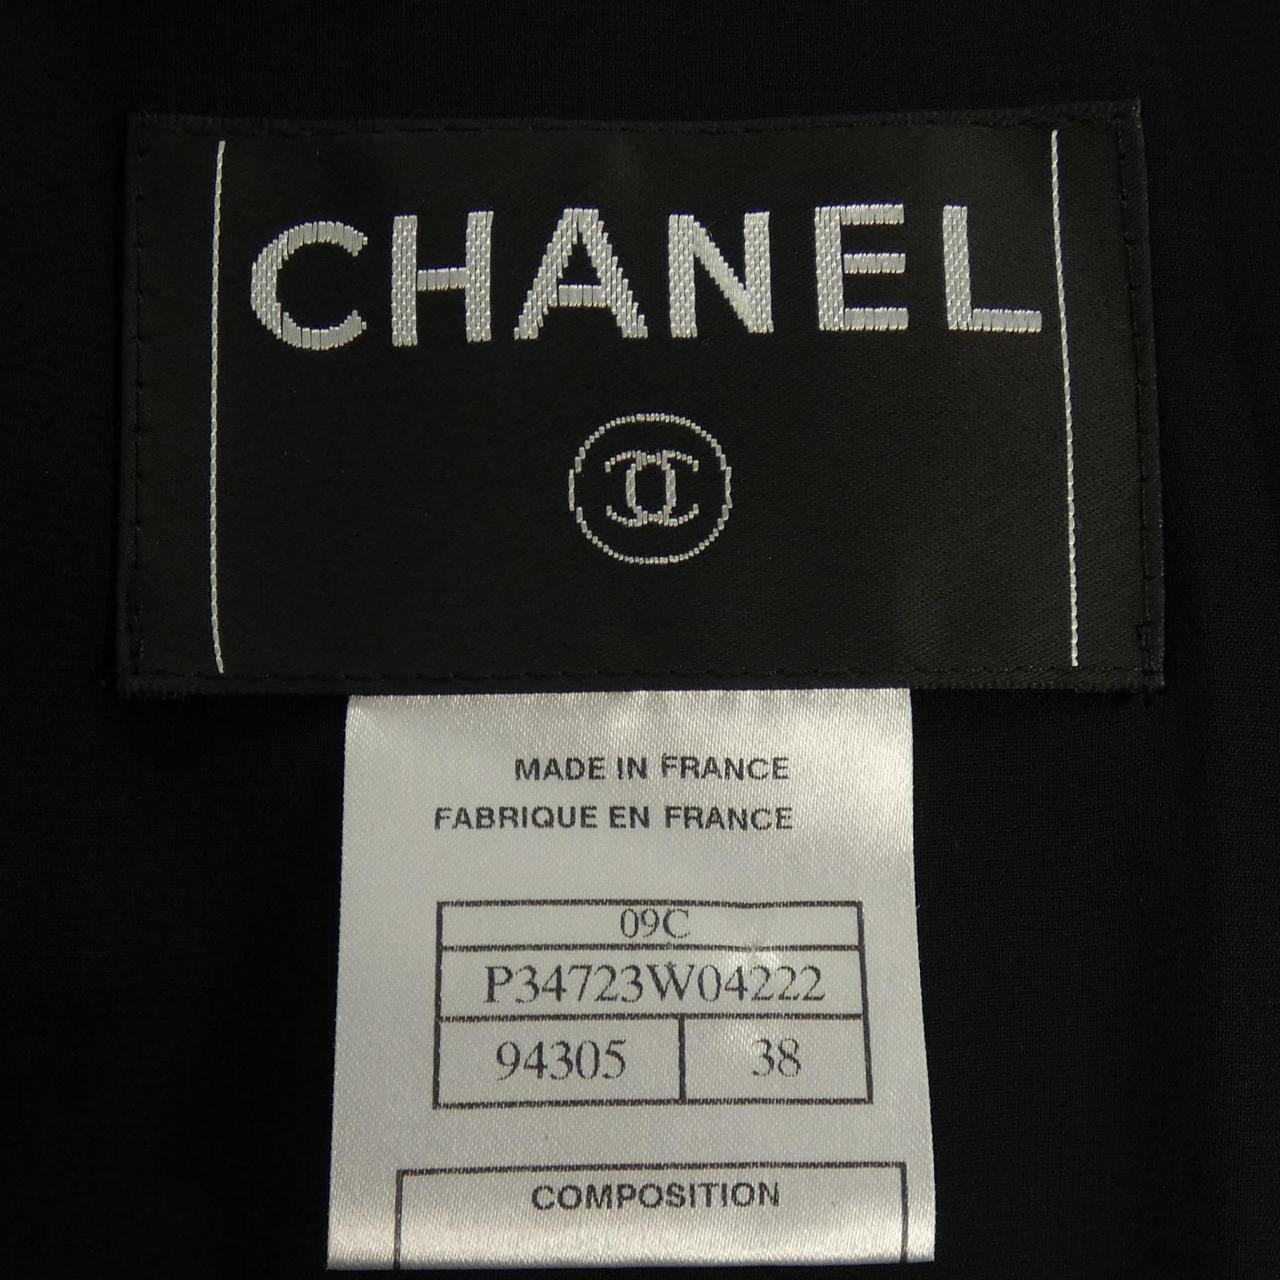 CHANEL
MADE IN FRANCE
FABRIQUE EN FRANCE
09C
P34723W04222
94305 38
COMPOSITION